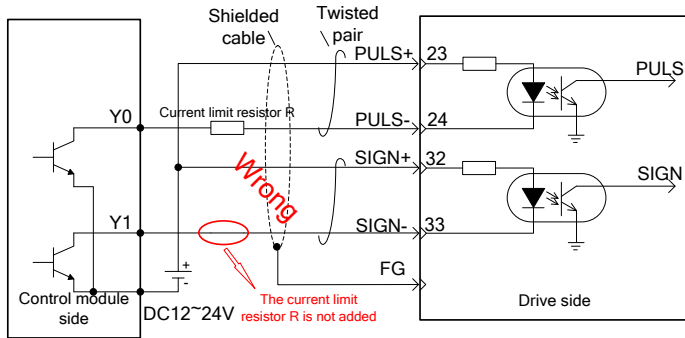 Shielded cable
Twisted pair
PULS+
23
PULS
Y0
Current limit resistor R
PULS-
24
SIGN+
32
Wrong
SIGN
Y1
SIGN-
33
+
-
FG
Control module side
DC12~24V
The current limit resistor R is not added
Drive side